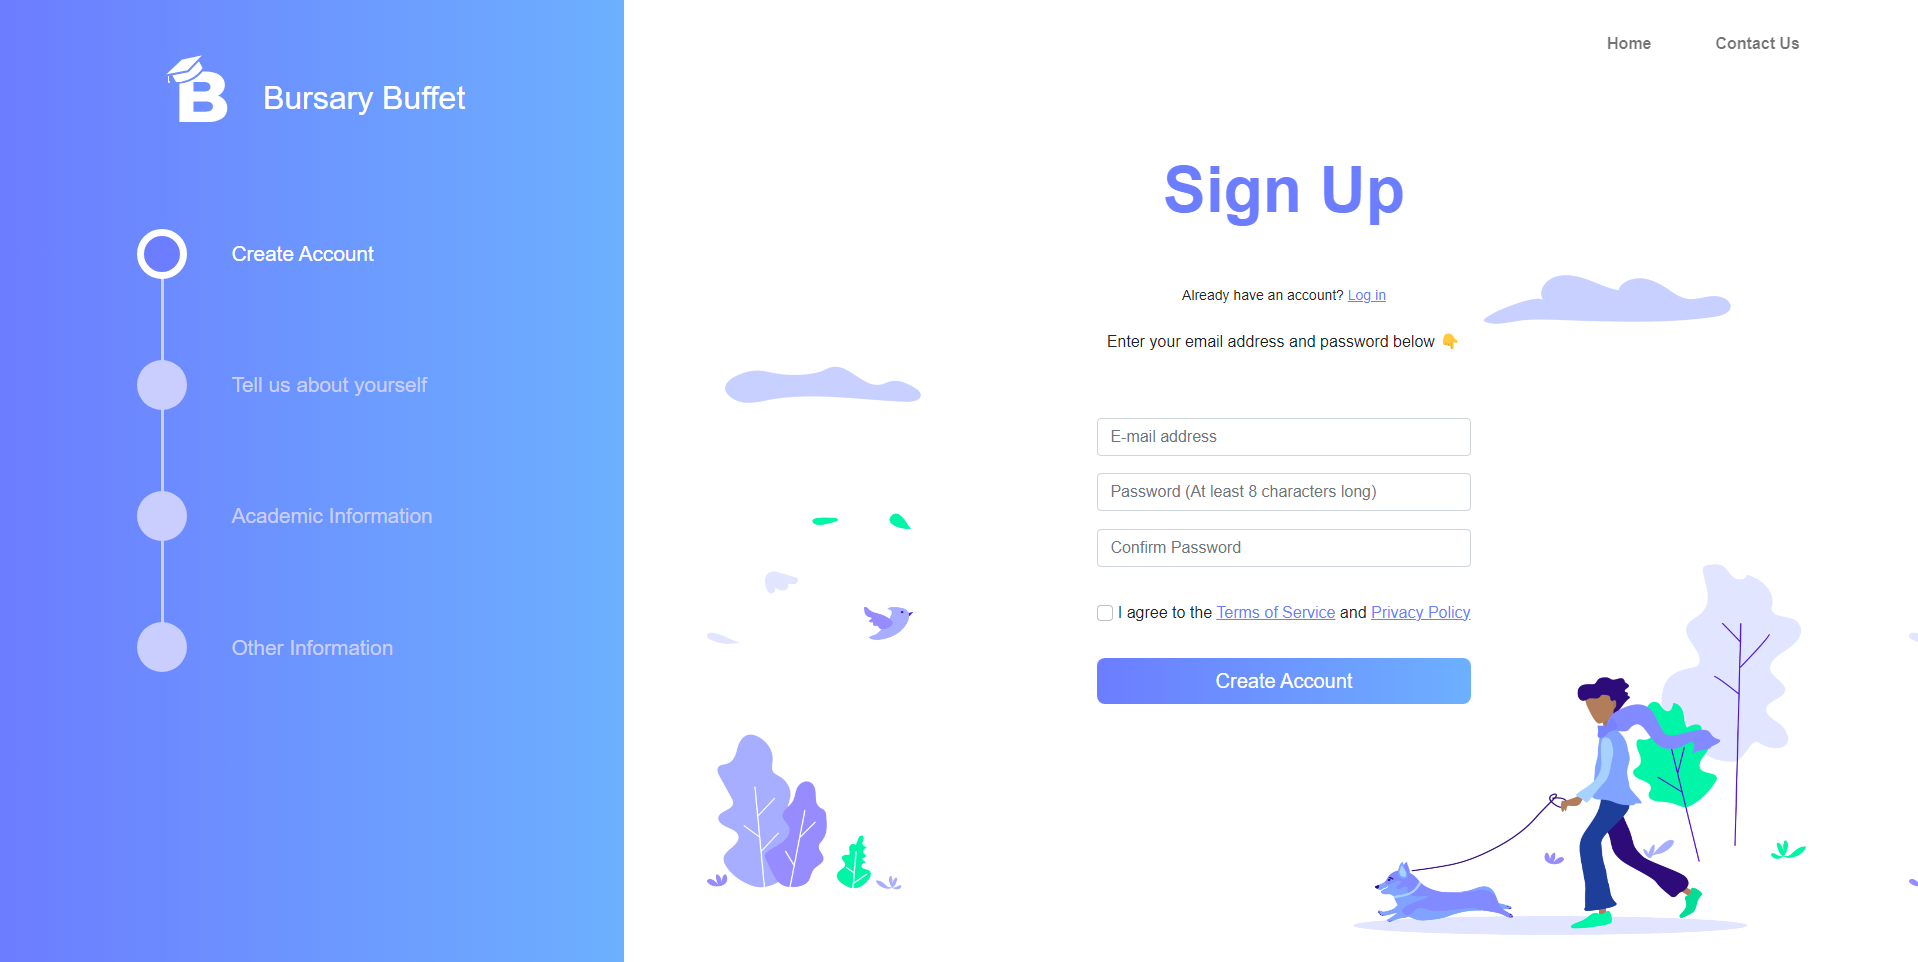 B
Bursary Buffet
Create Account
Tell us about yourself
Academic Information
Other Information
Home
Contact Us
Sign Up
Already have an account? Log in
Enter your email address and password below 👇
E-mail address
Password (At least 8 characters long)
Confirm Password
I agree to the Terms of Service and Privacy Policy
Create Account